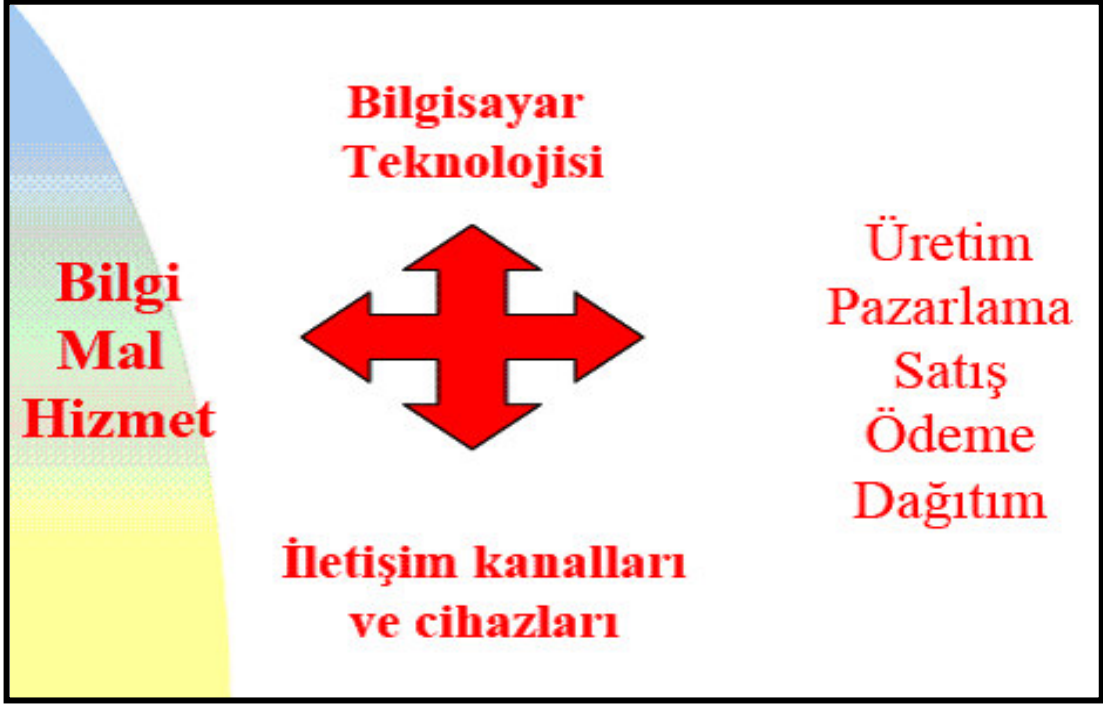 Bilgisayar
Teknolojisi
Bilgi
Mal
Hizmet
Üretim
Pazarlama
Satış
Ödeme
Dağıtım
İletişim kanalları
ve cihazları